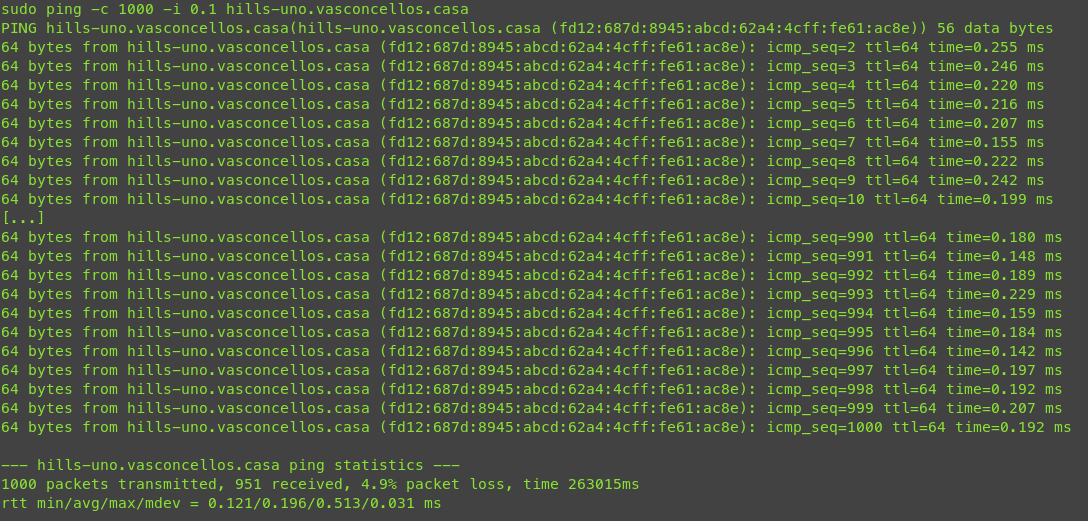 sudo ping -c 1000 -i 0.1 hills-uno.vasconcellos.casa
PING hills-uno.vasconcellos.casa(hills-uno.vasconcellos.casa (fd12:687d:8945:abcd:62a4:4cff:fe61:ac8e)) 56 data bytes
64 bytes from hills-uno.vasconcellos.casa (fd12:687d:8945:abcd:62a4:4cff:fe61:ac8e): icmp_seq=2 ttl=64 time=0.255 ms
64 bytes from hills-uno.vasconcellos.casa (fd12:687d:8945:abcd:62a4:4cff:fe61:ac8e): icmp_seq=3 ttl=64 time=0.246 ms
64 bytes from hills-uno.vasconcellos.casa (fd12:687d:8945:abcd:62a4:4cff:fe61:ac8e): icmp_seq=4 ttl=64 time=0.220 ms
64 bytes from hills-uno.vasconcellos.casa (fd12:687d:8945:abcd:62a4:4cff:fe61:ac8e): icmp_seq=5 ttl=64 time=0.216 ms
64 bytes from hills-uno.vasconcellos.casa (fd12:687d:8945:abcd:62a4:4cff:fe61:ac8e): icmp_seq=6 ttl=64 time=0.207 ms
64 bytes from hills-uno.vasconcellos.casa (fd12:687d:8945:abcd:62a4:4cff:fe61:ac8e): icmp_seq=7 ttl=64 time=0.155 ms
64 bytes from hills-uno.vasconcellos.casa (fd12:687d:8945:abcd:62a4:4cff:fe61:ac8e): icmp_seq=8 ttl=64 time=0.222 ms
64 bytes from hills-uno.vasconcellos.casa (fd12:687d:8945:abcd:62a4:4cff:fe61:ac8e): icmp_seq=9 ttl=64 time=0.242 ms
64 bytes from hills-uno.vasconcellos.casa (fd12:687d:8945:abcd:62a4:4cff:fe61:ac8e): icmp_seq=10 ttl=64 time=0.199 ms
[...]
64 bytes from hills-uno.vasconcellos.casa (fd12:687d:8945:abcd:62a4:4cff:fe61:ac8e): icmp_seq=990 ttl=64 time=0.180 ms
64 bytes from hills-uno.vasconcellos.casa (fd12:687d:8945:abcd:62a4:4cff:fe61:ac8e): icmp_seq=991 ttl=64 time=0.148 ms
64 bytes from hills-uno.vasconcellos.casa (fd12:687d:8945:abcd:62a4:4cff:fe61:ac8e): icmp_seq=992 ttl=64 time=0.189 ms
64 bytes from hills-uno.vasconcellos.casa (fd12:687d:8945:abcd:62a4:4cff:fe61:ac8e): icmp_seq=993 ttl=64 time=0.229 ms
64 bytes from hills-uno.vasconcellos.casa (fd12:687d:8945:abcd:62a4:4cff:fe61:ac8e): icmp_seq=994 ttl=64 time=0.159 ms
64 bytes from hills-uno.vasconcellos.casa (fd12:687d:8945:abcd:62a4:4cff:fe61:ac8e): icmp_seq=995 ttl=64 time=0.184 ms
64 bytes from hills-uno.vasconcellos.casa (fd12:687d:8945:abcd:62a4:4cff:fe61:ac8e): icmp_seq=996 ttl=64 time=0.142 ms
64 bytes from hills-uno.vasconcellos.casa (fd12:687d:8945:abcd:62a4:4cff:fe61:ac8e): icmp_seq=997 ttl=64 time=0.197 ms
64 bytes from hills-uno.vasconcellos.casa (fd12:687d:8945:abcd:62a4:4cff:fe61:ac8e): icmp_seq=998 ttl=64 time=0.192 ms
64 bytes from hills-uno.vasconcellos.casa (fd12:687d:8945:abcd:62a4:4cff:fe61:ac8e): icmp_seq=999 ttl=64 time=0.207 ms
64 bytes from hills-uno.vasconcellos.casa (fd12:687d:8945:abcd:62a4:4cff:fe61:ac8e): icmp_seq=1000 ttl=64 time=0.192 ms
--- hills-uno.vasconcellos.casa ping statistics ---
1000 packets transmitted, 951 received, 4.9% packet loss, time 263015ms
rtt min/avg/max/mdev = 0.121/0.196/0.513/0.031 ms